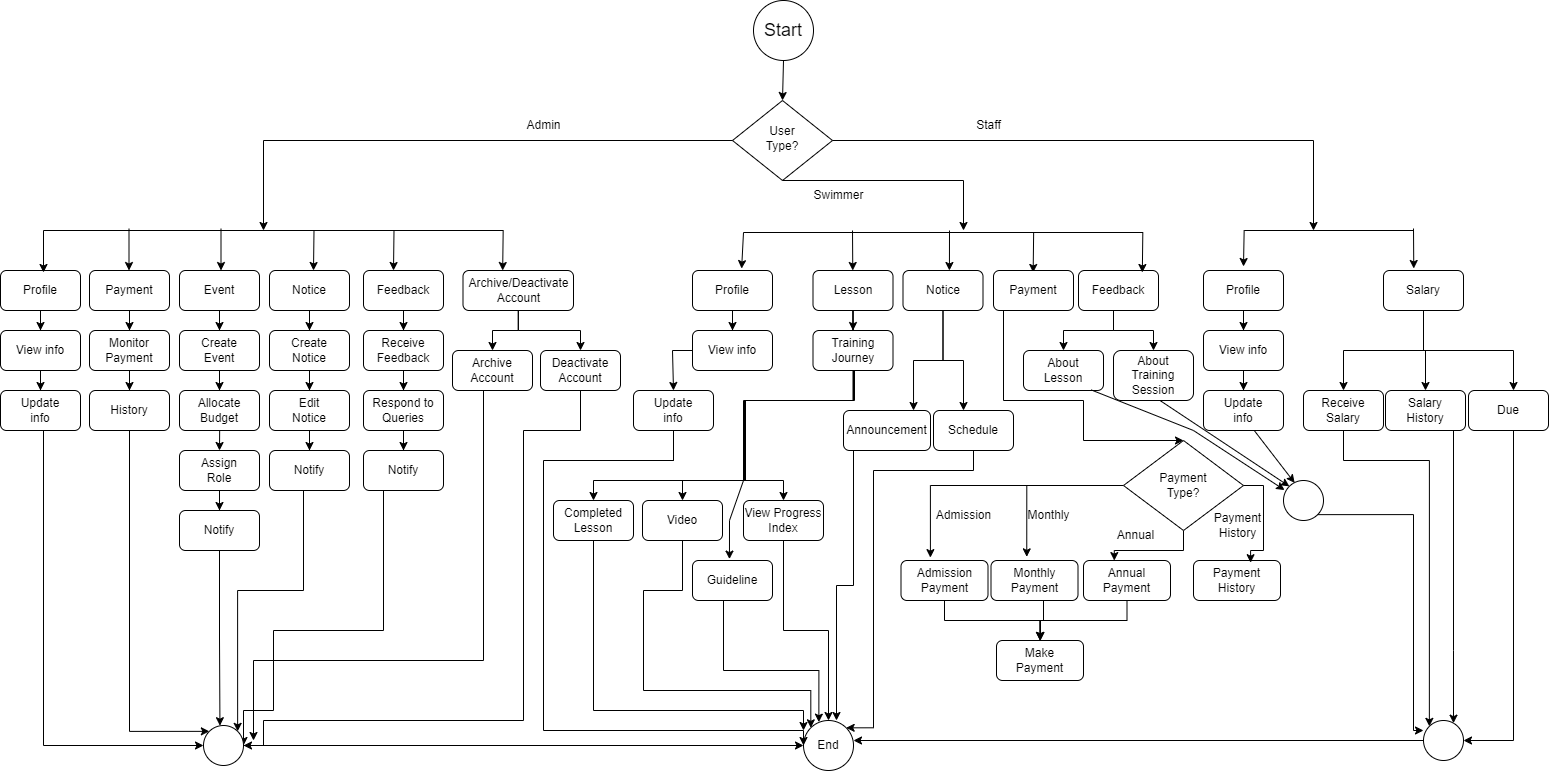 Start
User
Type?
Admin
Staff
Swimmer
Profile
Payment
Event
Notice
Feedback
Archive/Deactivate
Account
Profile
Lesson
Notice
Payment
Feedback
Profile
Salary
View info
Monitor
Payment
Create
Event
Create
Notice
Receive
Feedback
Archive
Account
Deactivate
Account
View info
Training
Journey
About
Lesson
About
Training
Session
View info
Update
info
History
Allocate
Budget
Edit
Notice
Respond to
Queries
Update
info
Announcement
Schedule
Update
info
Receive
Salary
Salary
History
Due
Assign
Role
Notify
Notify
Payment
Type?
Notify
Completed
Lesson
Video
View Progress
Index
Admission
Monthly
Annual
Payment
History
Guideline
Admission
Payment
Monthly
Payment
Annual
Payment
Payment
History
Make
Payment
End